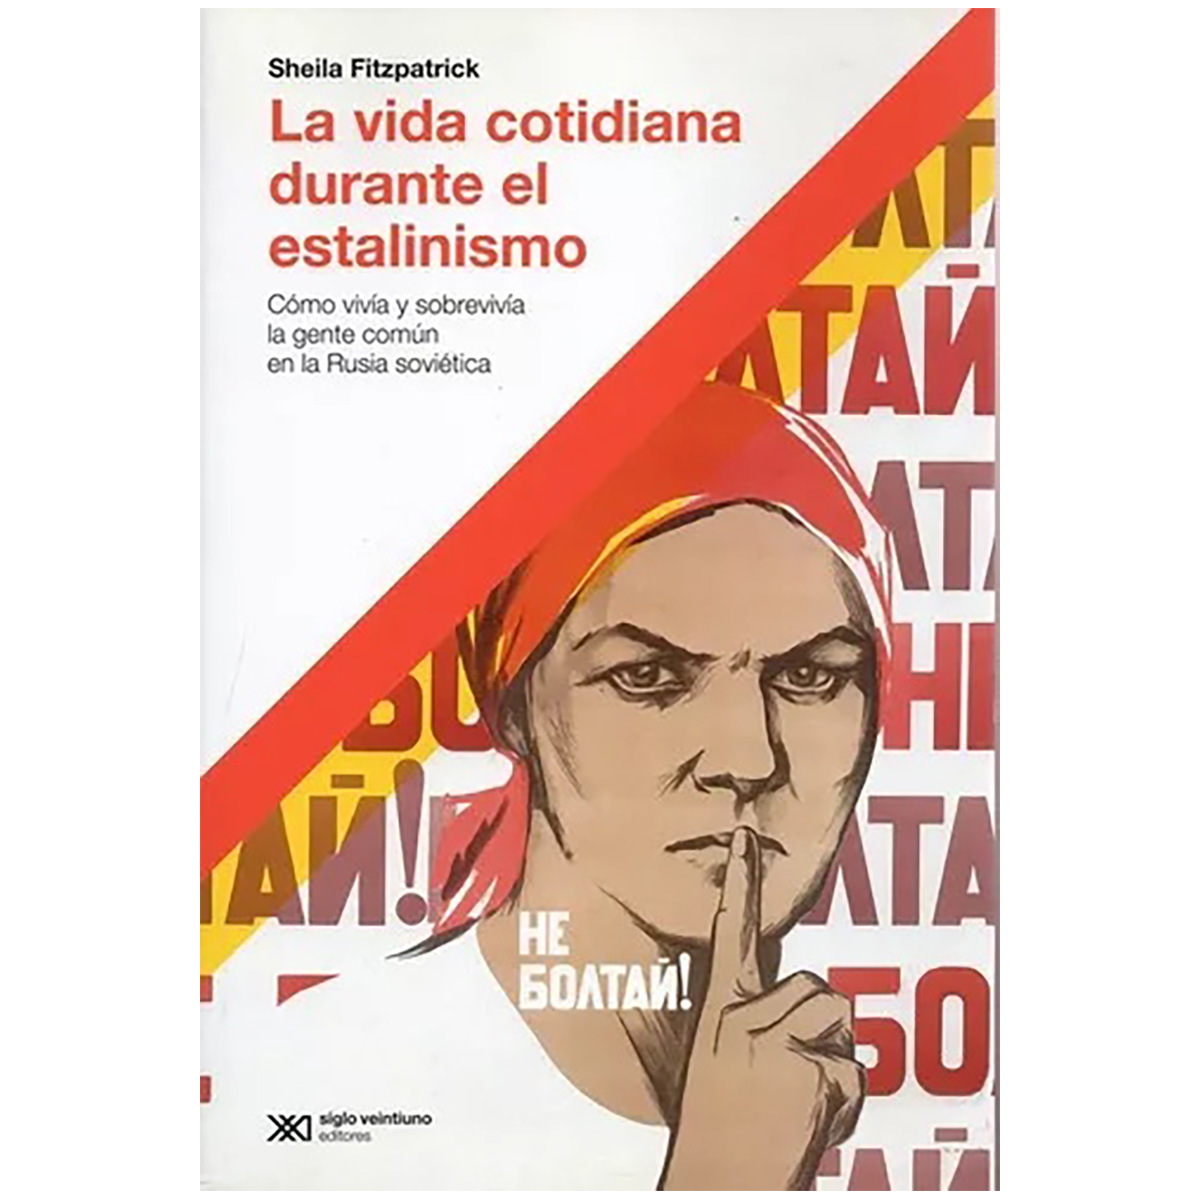 Sheila Fitzpatrick
La vida cotidiana
durante el
estalinismo
Cómo vivía y sobrevivía
la gente común
en la Rusia soviética
НЕ
БОЛТАЙ!
siglo veintiuno
editores